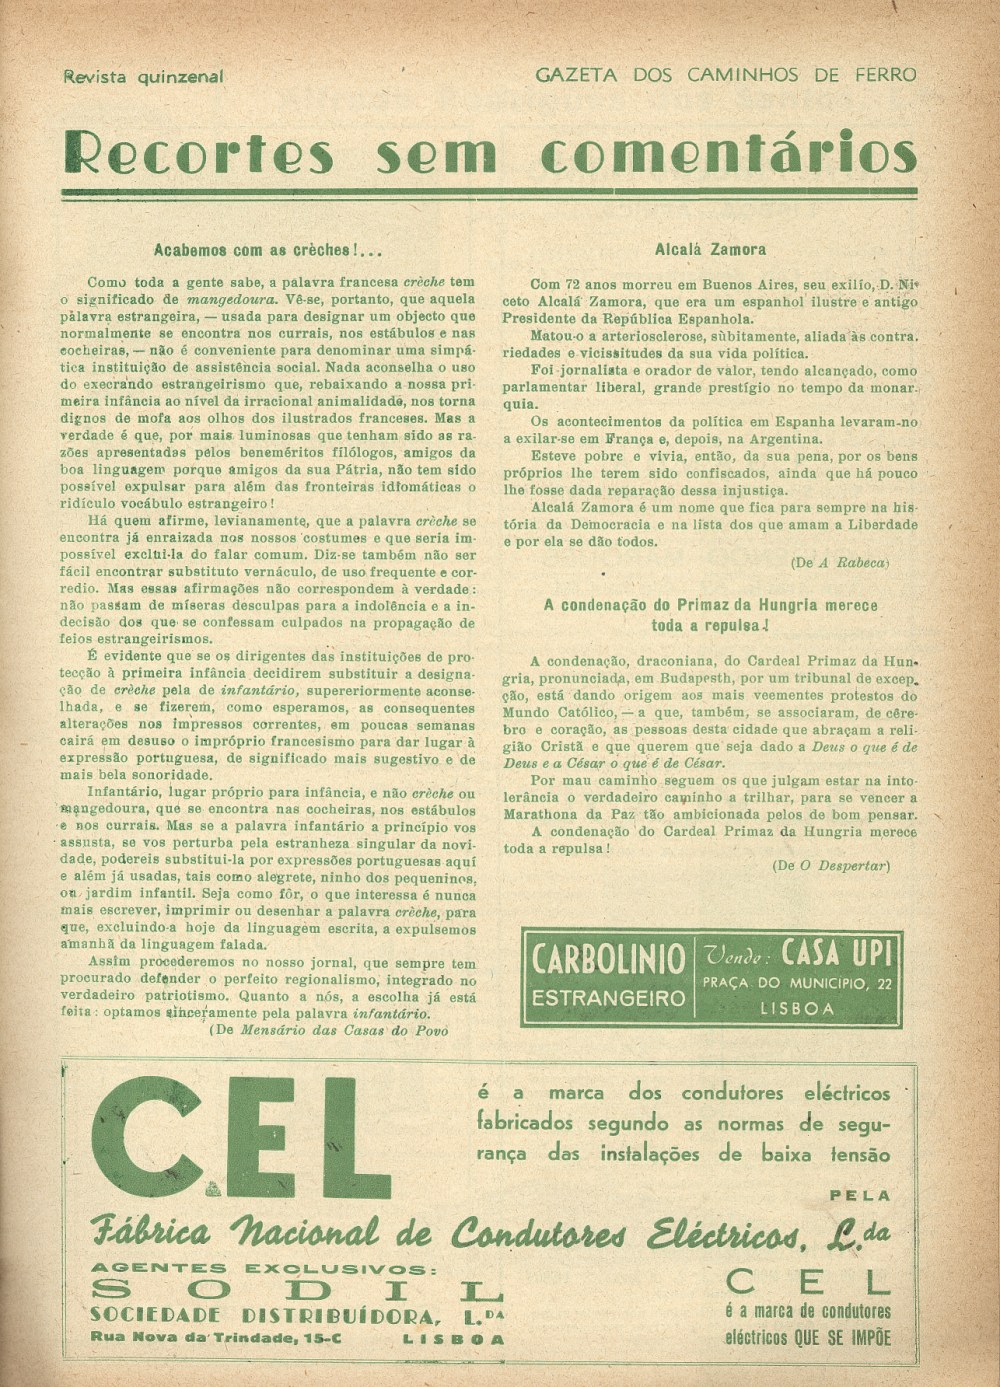 Revista quinzenal
GAZETA DOS CAMINHOS DE FERRO
Recortes sem comentários
Acabemos com as crèches!...
Como toda a gente sabe, a palavra francesa crèche tem
o significado de mangedoura. Vê-se, portanto, que aquela
palavra estrangeira, — usada para designar um objecto que
normalmente se encontra nos currais, nos estábulos e nas
cocheiras, — não é conveniente para denominar uma simpá-
tica instituição de assistência social. Nada aconselha o uso
do execrando estrangeirismo que, rebaixando a nossa pri-
meira infância ao nível da irracional animalidade, nos torna
dignos de mofa aos olhos dos ilustrados franceses. Mas a
verdade é que, por mais luminosas que tenham sido as ra-
zões apresentadas pelos beneméritos filólogos, amigos da
boa linguagem porque amigos da sua Pátria, não tem sido
possível expulsar para além das fronteiras idiomáticas o
ridículo vocábulo estrangeiro!
Há quem afirme, levianamente, que a palavra crèche se
encontra já enraizada nos nossos costumes e que seria im-
possível exclui-la do falar comum. Diz-se também não ser
fácil encontrar substituto vernáculo, de uso frequente e cor-
redio. Mas essas afirmações não correspondem à verdade:
não passam de míseras desculpas para a indolência e a in-
decisão dos que se confessam culpados na propagação de
feios estrangeirismos.
É evidente que se os dirigentes das instituições de pro-
tecção à primeira infância decidirem substituir a designa-
ção de crèche pela de infantário, supereriormente aconse-
lhada, e se fizerem, como esperamos, as consequentes
alterações nos impressos correntes, em poucas semanas
cairá em desuso o impróprio francesismo para dar lugar à
expressão portuguesa, de significado mais sugestivo e de
mais bela sonoridade.
Infantário, lugar próprio para infância, e não crèche ou
mangedoura, que se encontra nas cocheiras, nos estábulos
e nos currais. Mas se a palavra infantário a princípio vos
assusta, se vos perturba pela estranheza singular da novi-
dade, podereis substitui-la por expressões portuguesas aqui
e além já usadas, tais como alegrete, ninho dos pequeninos,
ou jardim infantil. Seja como fôr, o que interessa é nunca
mais escrever, imprimir ou desenhar a palavra crèche, para
que, excluindo-a hoje da linguagem escrita, a expulsemos
amanhã da linguagem falada.
Assim procederemos no nosso jornal, que sempre tem
procurado defender o perfeito regionalismo, integrado no
verdadeiro patriotismo. Quanto a nós, a escolha já está
feita: optamos sinceramente pela palavra infantário.
(De Mensário das Casas do Povo
Alcalá Zamora
Com 72 anos morreu em Buenos Aires, seu exílio, D. Ni-
ceto Alcalá Zamora, que era um espanhol ilustre e antigo
Presidente da República Espanhola.
Matou-o a arteriosclerose, sùbitamente, aliada às contra.
riedades e vicissitudes da sua vida política.
Foi jornalista e orador de valor, tendo alcançado, como
parlamentar liberal, grande prestígio no tempo da monar.
quia.
Os acontecimentos da política em Espanha levaram-no
a exilar-se em França e, depois, na Argentina.
Esteve pobre e vivia, então, da sua pena, por os bens
próprios lhe terem sido confiscados, ainda que há pouco
lhe fosse dada reparação dessa injustiça.
Alcalá Zamora é um nome que fica para sempre na his-
tória da Democracia e na lista dos que amam a Liberdade
e por ela se dão todos.
(De A Rabeca)
A condenação do Primaz da Hungria merece
toda a repulsa!
A condenação, draconiana, do Cardeal Primaz da Hun-
gria, pronunciada, em Budapesth, por um tribunal de excep-
ção, está dando origem aos mais veementes protestos do
Mundo Católico, — a que, também, se associaram, de cére-
bro e coração, as pessoas desta cidade que abraçam a reli-
gião Cristã e que querem que seja dado a Deus o que é de
Deus e a César o que é de César.
Por mau caminho seguem os que julgam estar na into-
lerância o verdadeiro caminho a trilhar, para se vencer a
Marathona da Paz tão ambicionada pelos de bom pensar.
A condenação do Cardeal Primaz da Hungria merece
toda a repulsa!
(De O Despertar)
CARBOLINIO
ESTRANGEIRO
Vende: CASA UPI
PRAÇA DO MUNICIPIO, 22
LISBOA
CEL
é a marca dos condutores eléctricos
fabricados segundo as normas de segu-
rança das instalações de baixa tensão
PELA
Fábrica Nacional de Condutores Eléctricos, L.da
AGENTES EXCLUSIVOS:
SODIL
SOCIEDADE DISTRIBUÍDORA, L.DA
Rua Nova da Trindade, 15-C LISBOA
CEL
é a marca de condutores
eléctricos QUE SE IMPÕE